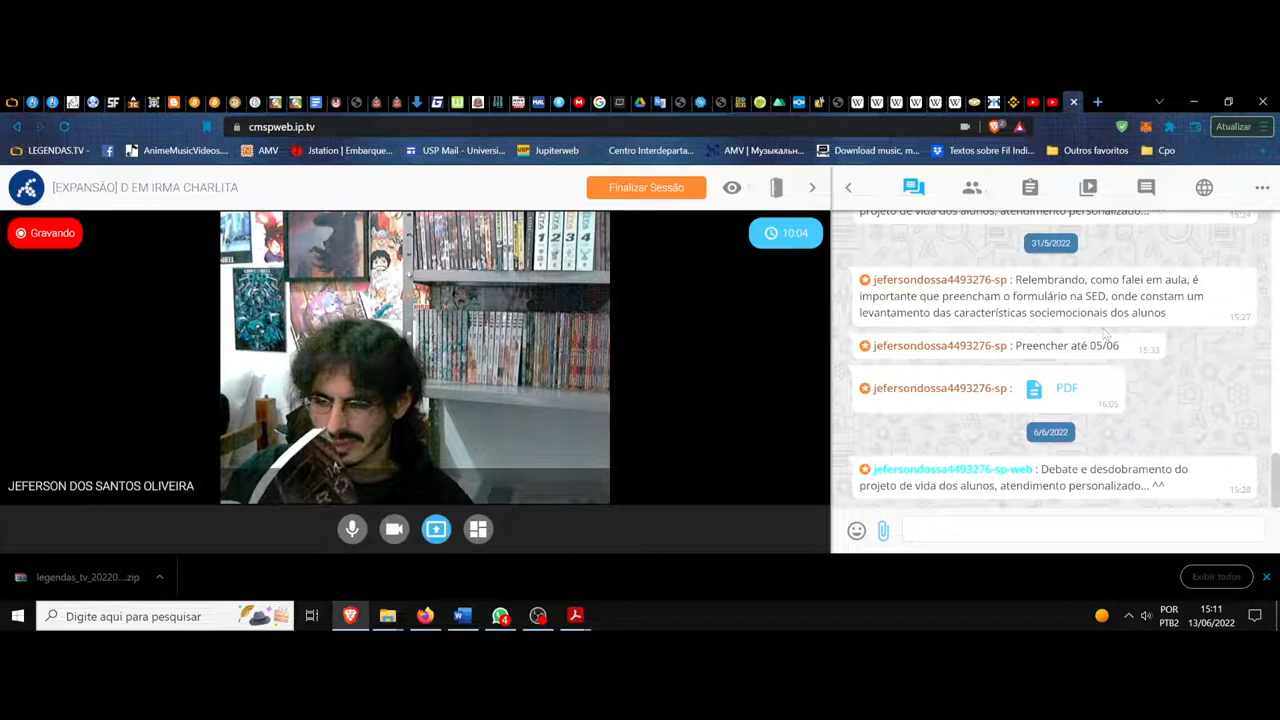 cmspweb.ip.tv
Atualizar
LEGENDAS.TV
AnimeMusicVideos...
AMV
Jstation | Embarque...
USP Mail - Universi...
Jupiterweb
Centro Interdeparta...
AMV | Музыкальн...
Download music, m...
Textos sobre Fil Indi...
Outros favoritos
Cpo
[EXPANSÃO] D EM IRMA CHARLITA
Finalizar Sessão
Gravando
10:04
JEFERSON DOS SANTOS OLIVEIRA
projeto de vida dos alunos, atendimento personalizado... ^^
15:24
31/5/2022
jefersondossa4493276-sp : Relembrando, como falei em aula, é
importante que preencham o formulário na SED, onde constam um
levantamento das características sociemocionais dos alunos
15:27
jefersondossa4493276-sp : Preencher até 05/06
15:33
jefersondossa4493276-sp : PDF
16:05
6/6/2022
jefersondossa4493276-sp-web : Debate e desdobramento do
projeto de vida dos alunos, atendimento personalizado... ^^
15:28
legendas_tv_20220....zip
Exibir todos
Digite aqui para pesquisar
4
POR
PTB2
15:11
13/06/2022